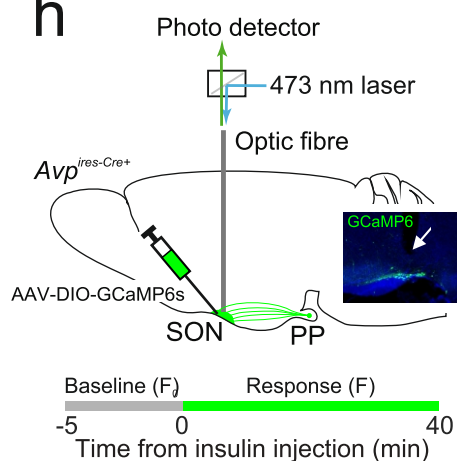 h
Photo detector
473 nm laser
Optic fibre
Avp ires-Cre+
GCaMP6
AAV-DIO-GCaMP6s
SON
PP
Baseline (F0)
Response (F)
-5
0
40
Time from insulin injection (min)